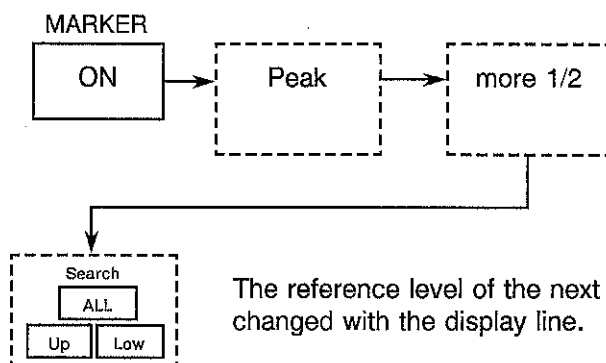 MARKER
ON
Peak
more 1/2
Search
ALL
Up
Low
The reference level of the next
changed with the display line.